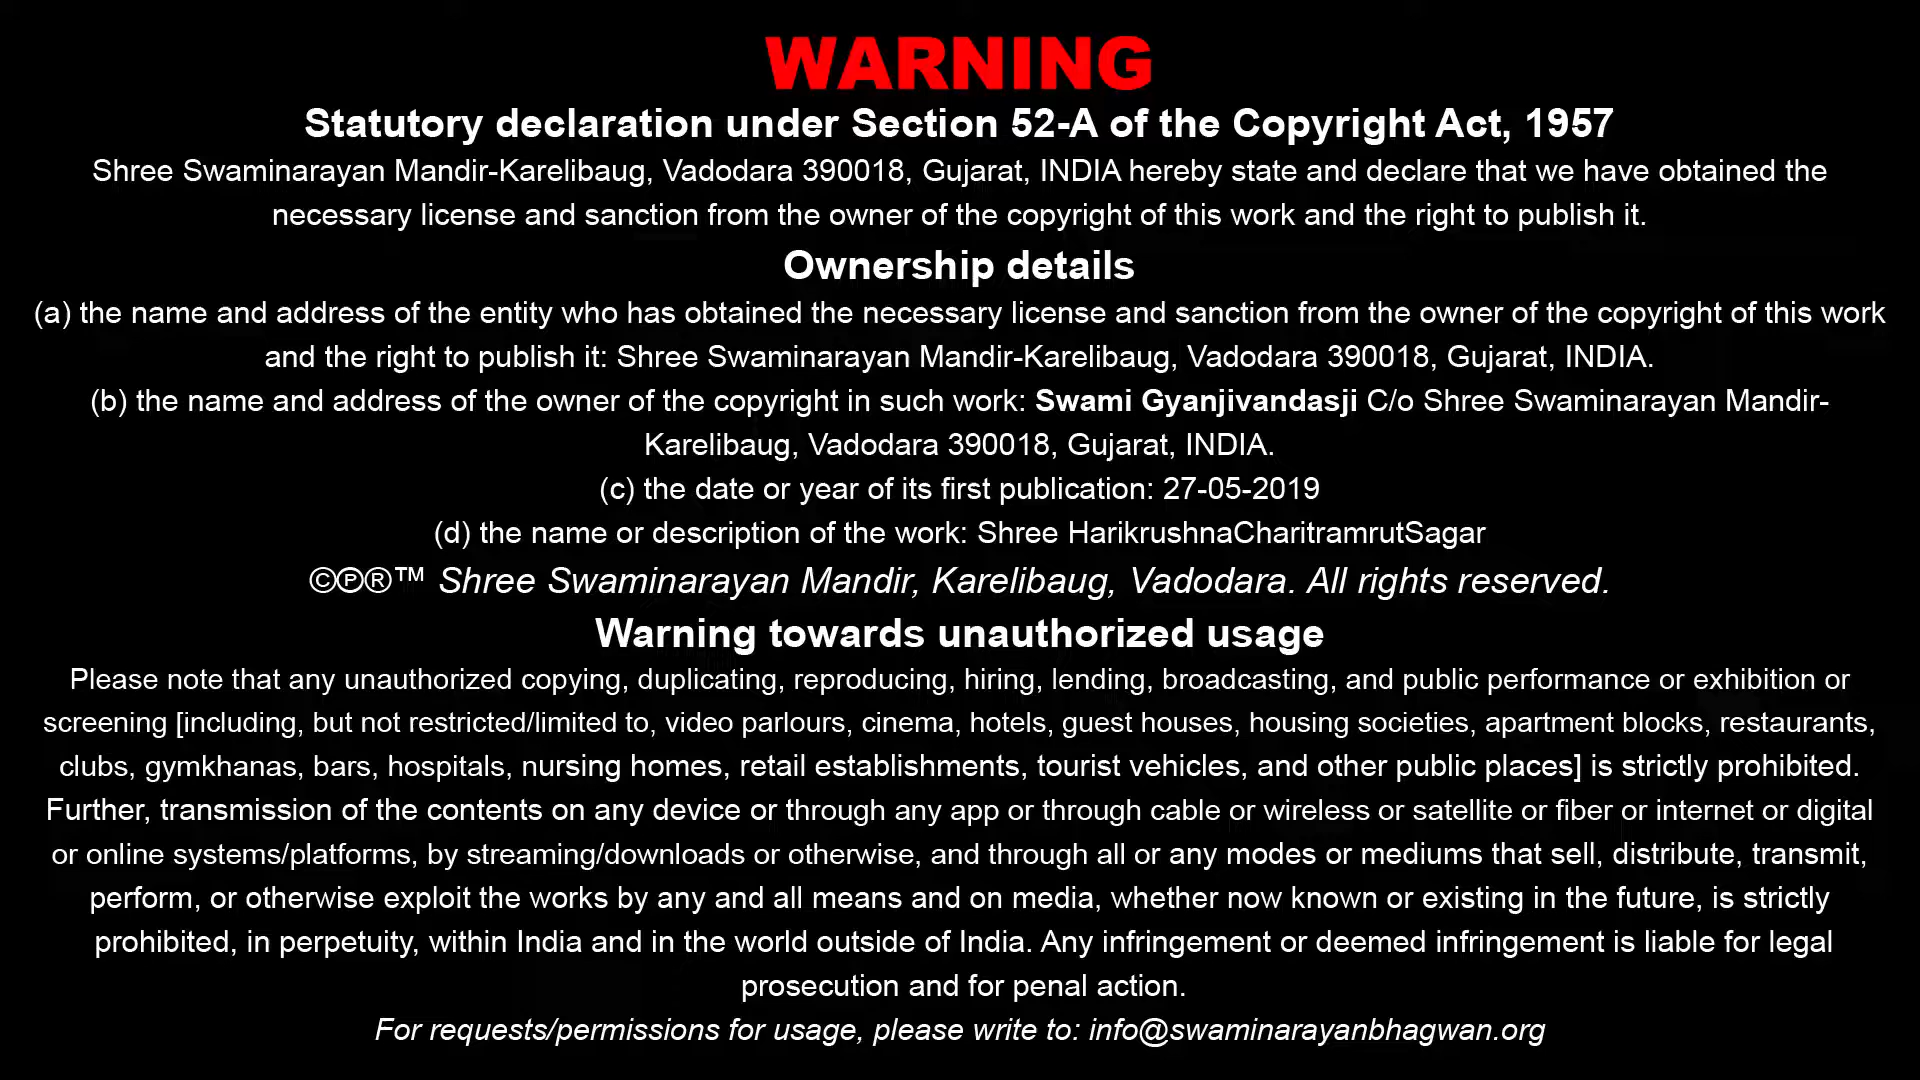 WARNING
Statutory declaration under Section 52-A of the Copyright Act, 1957
Shree Swaminarayan Mandir-Karelibaug, Vadodara 390018, Gujarat, INDIA hereby state and declare that we have obtained the
necessary license and sanction from the owner of the copyright of this work and the right to publish it.
Ownership details
(a) the name and address of the entity who has obtained the necessary license and sanction from the owner of the copyright of this work
and the right to publish it: Shree Swaminarayan Mandir-Karelibaug, Vadodara 390018, Gujarat, INDIA.
(b) the name and address of the owner of the copyright in such work: Swami Gyanjivandasji C/o Shree Swaminarayan Mandir-
Karelibaug, Vadodara 390018, Gujarat, INDIA.
(c) the date or year of its first publication: 27-05-2019
(d) the name or description of the work: Shree HarikrushnaCharitramrutSagar
©℗®™ Shree Swaminarayan Mandir, Karelibaug, Vadodara. All rights reserved.
Warning towards unauthorized usage
Please note that any unauthorized copying, duplicating, reproducing, hiring, lending, broadcasting, and public performance or exhibition or
screening [including, but not restricted/limited to, video parlours, cinema, hotels, guest houses, housing societies, apartment blocks, restaurants,
clubs, gymkhanas, bars, hospitals, nursing homes, retail establishments, tourist vehicles, and other public places] is strictly prohibited.
Further, transmission of the contents on any device or through any app or through cable or wireless or satellite or fiber or internet or digital
or online systems/platforms, by streaming/downloads or otherwise, and through all or any modes or mediums that sell, distribute, transmit,
perform, or otherwise exploit the works by any and all means and on media, whether now known or existing in the future, is strictly
prohibited, in perpetuity, within India and in the world outside of India. Any infringement or deemed infringement is liable for legal
prosecution and for penal action.
For requests/permissions for usage, please write to: info@swaminarayanbhagwan.org